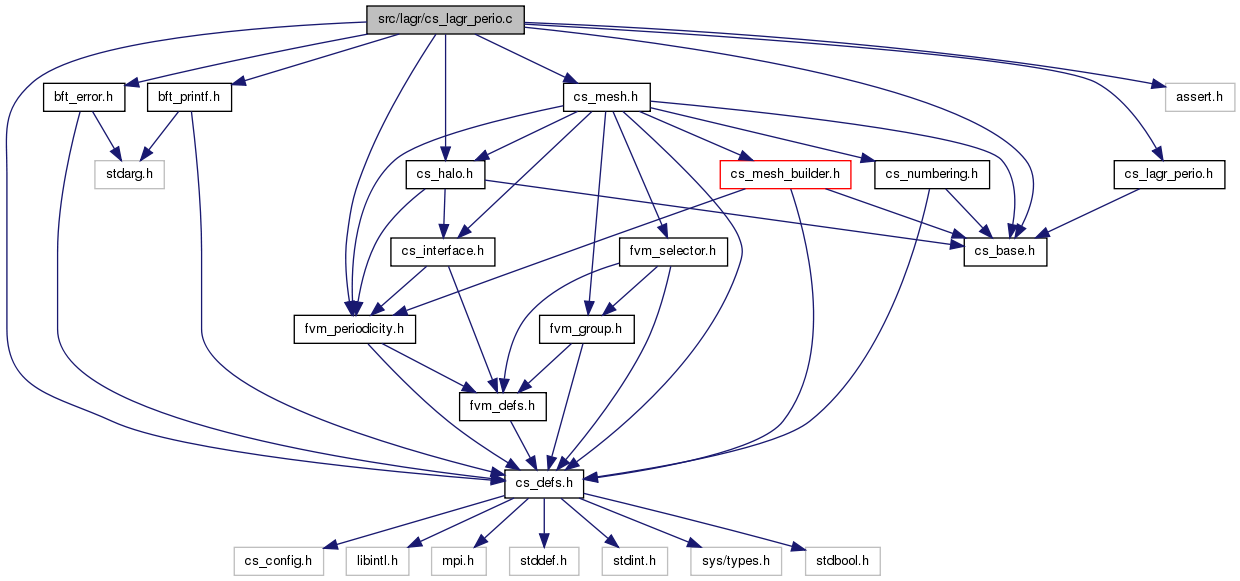 src/lagr/cs_lagr_perio.c
bft_error.h
bft_printf.h
cs_mesh.h
assert.h
stdarg.h
cs_halo.h
cs_mesh_builder.h
cs_numbering.h
cs_lagr_perio.h
cs_interface.h
fvm_selector.h
cs_base.h
fvm_periodicity.h
fvm_group.h
fvm_defs.h
cs_defs.h
cs_config.h
libintl.h
mpi.h
stddef.h
stdint.h
sys/types.h
stdbool.h